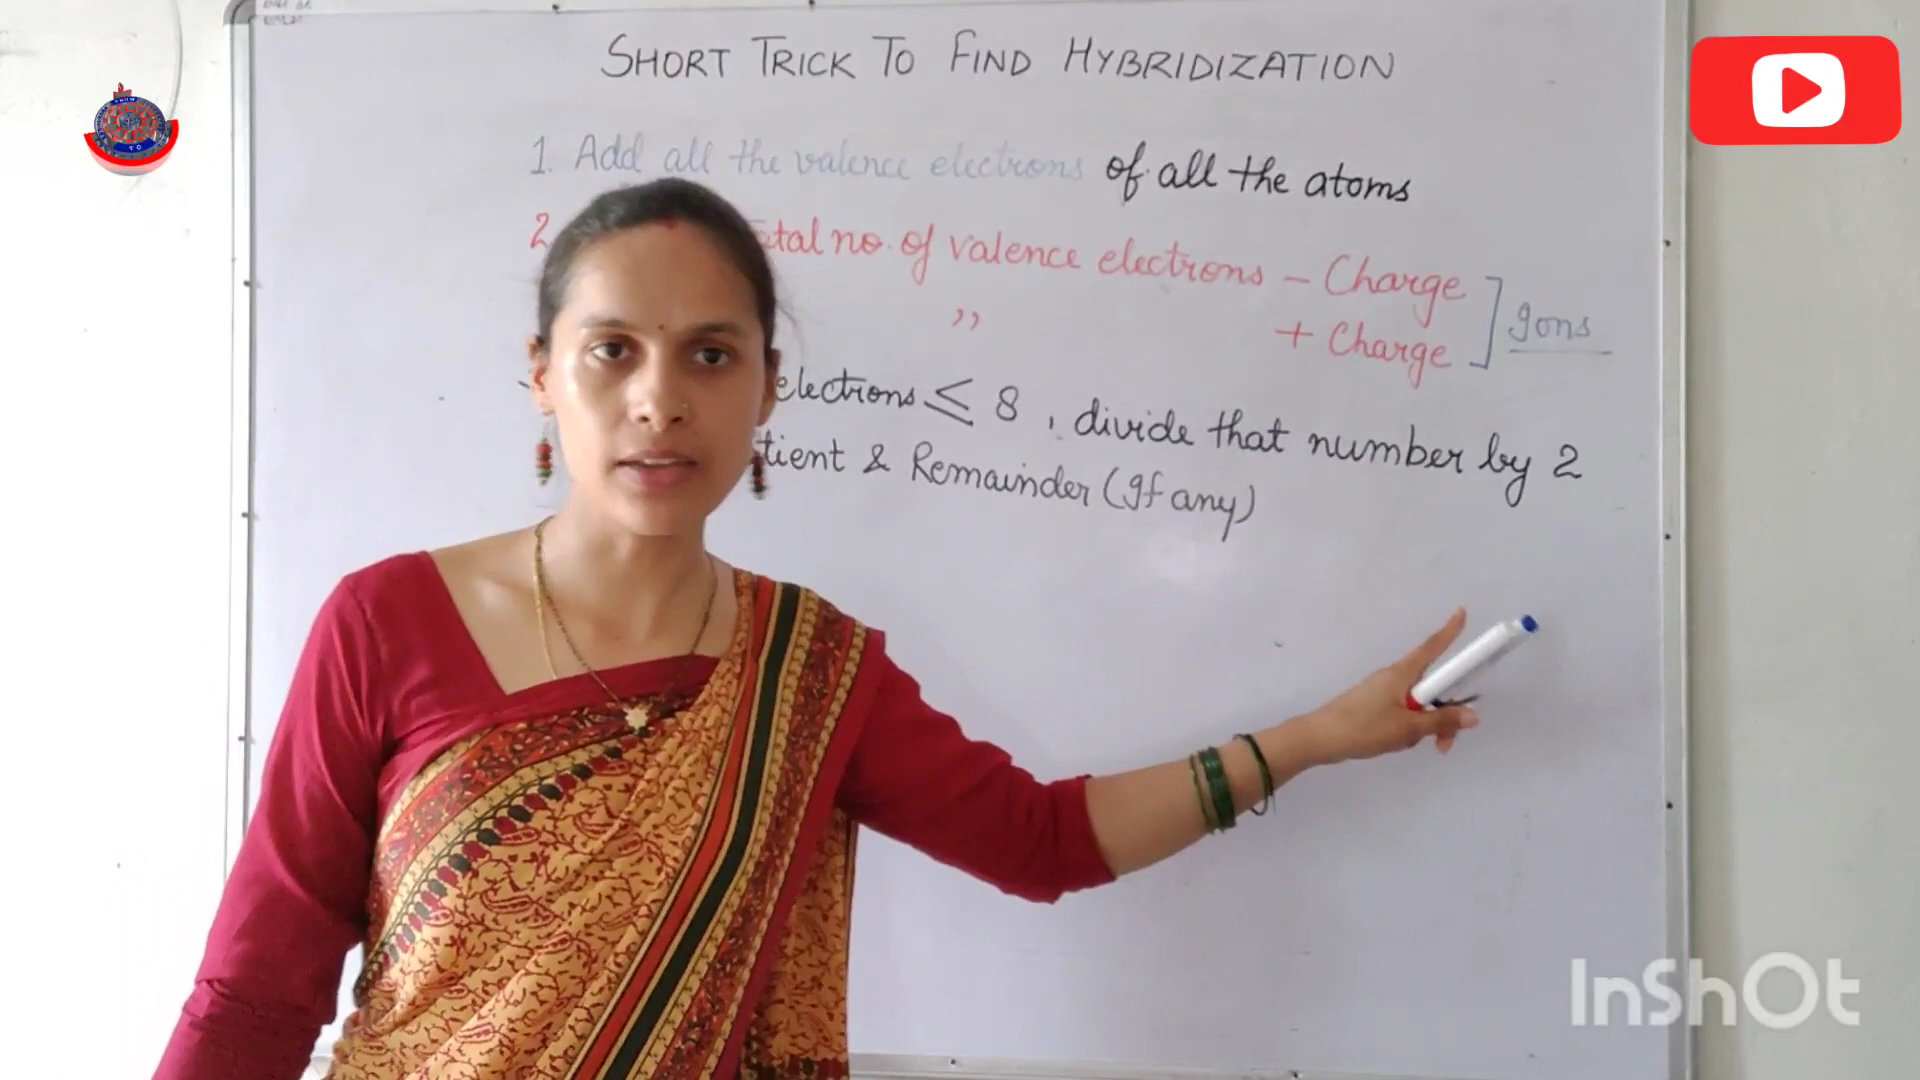 SHORT TRICK TO FIND HYBRIDIZATION
1. Add all the valence electrons of all the atoms
2 total no. of valence electrons - Charge
" + Charge
Ions
electrons ≤ 8, divide that number by 2
tient & Remainder (If any)
InShOt